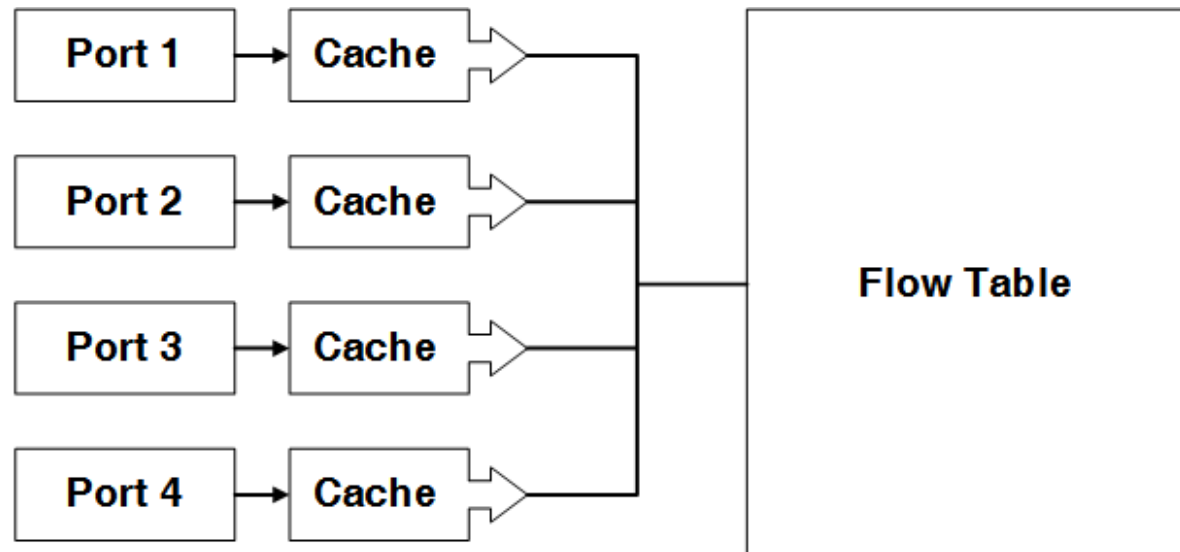 Port 1
Cache
Port 2
Cache
Flow Table
Port 3
Cache
Port 4
Cache